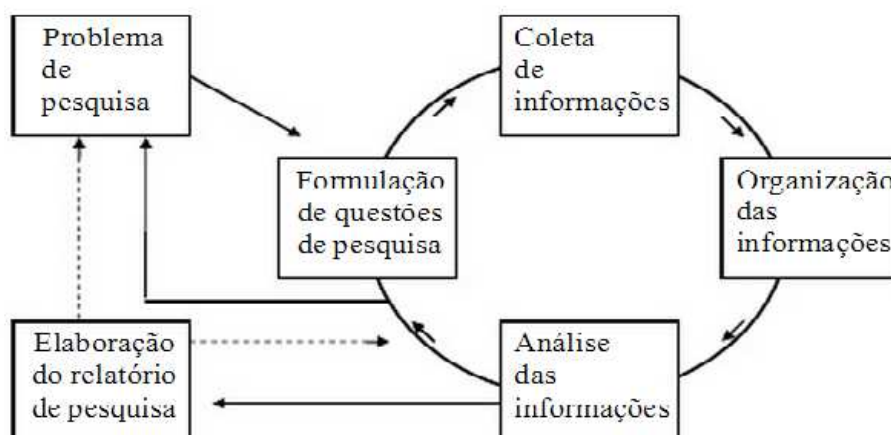 Problema
de
pesquisa
Coleta
de
informações
Formulação
de questões
de pesquisa
Organização
das
informações
Elaboração
do relatório
de pesquisa
Análise
das
informações